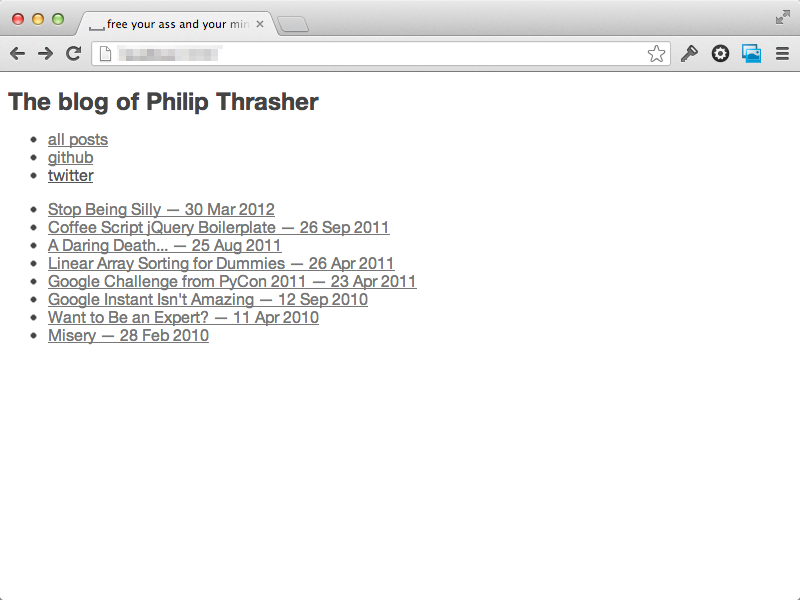 free your ass and your min
The blog of Philip Thrasher
all posts
github
twitter
Stop Being Silly — 30 Mar 2012
Coffee Script jQuery Boilerplate — 26 Sep 2011
A Daring Death... — 25 Aug 2011
Linear Array Sorting for Dummies — 26 Apr 2011
Google Challenge from PyCon 2011 — 23 Apr 2011
Google Instant Isn't Amazing — 12 Sep 2010
Want to Be an Expert? — 11 Apr 2010
Misery — 28 Feb 2010